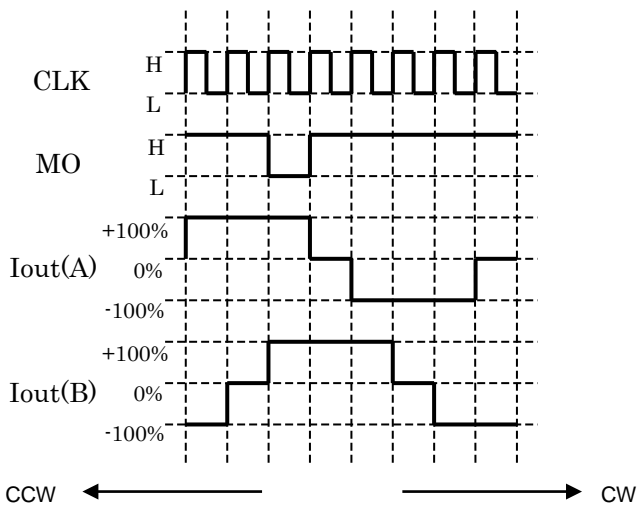 CLK
H
L
MO
H
L
Iout(A)
+100%
0%
-100%
Iout(B)
+100%
0%
-100%
CCW
CW